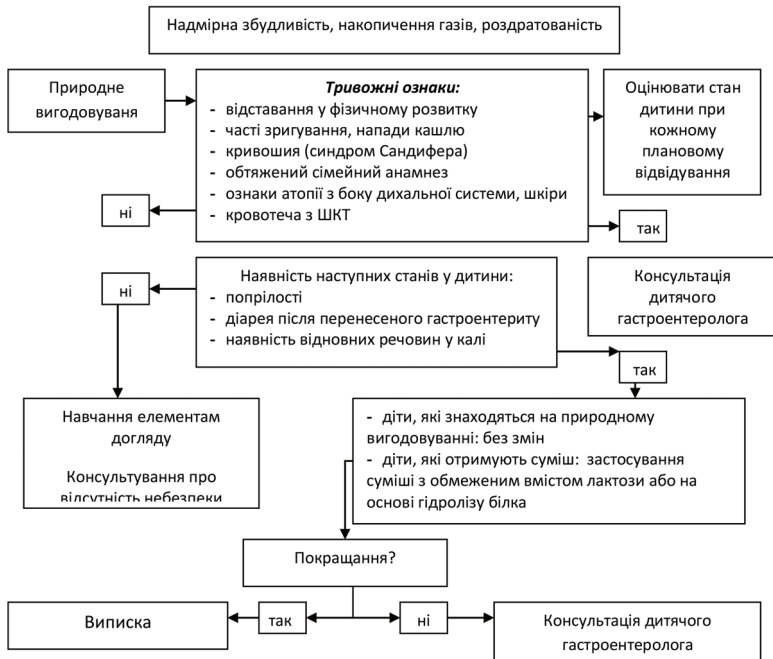 Надмірна збудливість, накопичення газів, роздратованість
Природне
вигодовуваня
Тривожні ознаки:
- відставання у фізичному розвитку
- часті зригування, напади кашлю
- кривошия (синдром Сандифера)
- обтяжений сімейний анамнез
- ознаки атопії з боку дихальної системи, шкіри
- кровотеча з ШКТ
Оцінювати стан
дитини при
кожному
плановому
відвідування
ні
так
ні
Наявність наступних станів у дитини:
- попрілості
- діарея після перенесеного гастроентериту
- наявність відновних речовин у калі
Консультація
дитячого
гастроентеролога
так
Навчання елементам
догляду
Консультування про
відсутність небезпеки
- діти, які знаходяться на природному
вигодовуванні: без змін
- діти, які отримують суміш: застосування
суміші з обмеженим вмістом лактози або на
основі гідролізу білка
Покращання?
Виписка
так
ні
Консультація дитячого
гастроентеролога